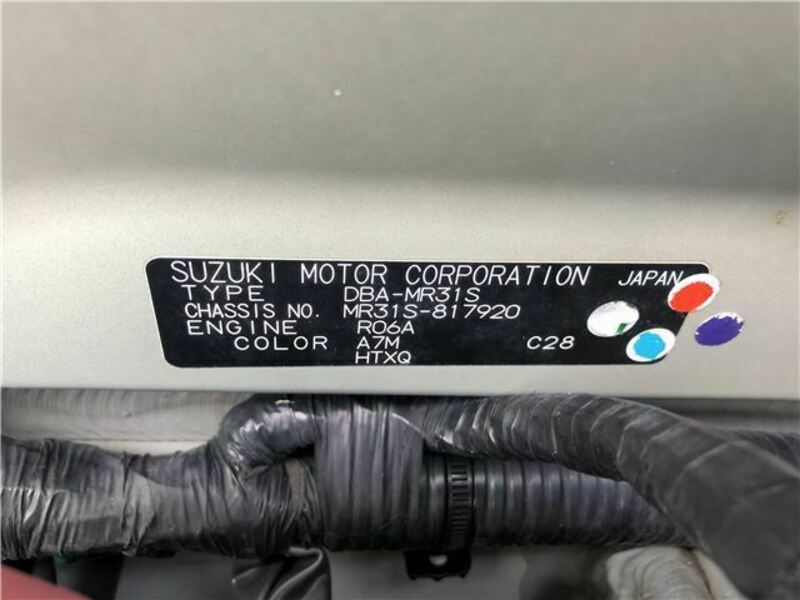 SUZUKI MOTOR CORPORATION JAPAN
TYPE DBA-MR31S
CHASSIS NO. MR31S-817920
ENGINE R06A
COLOR A7M C28
HTXQ